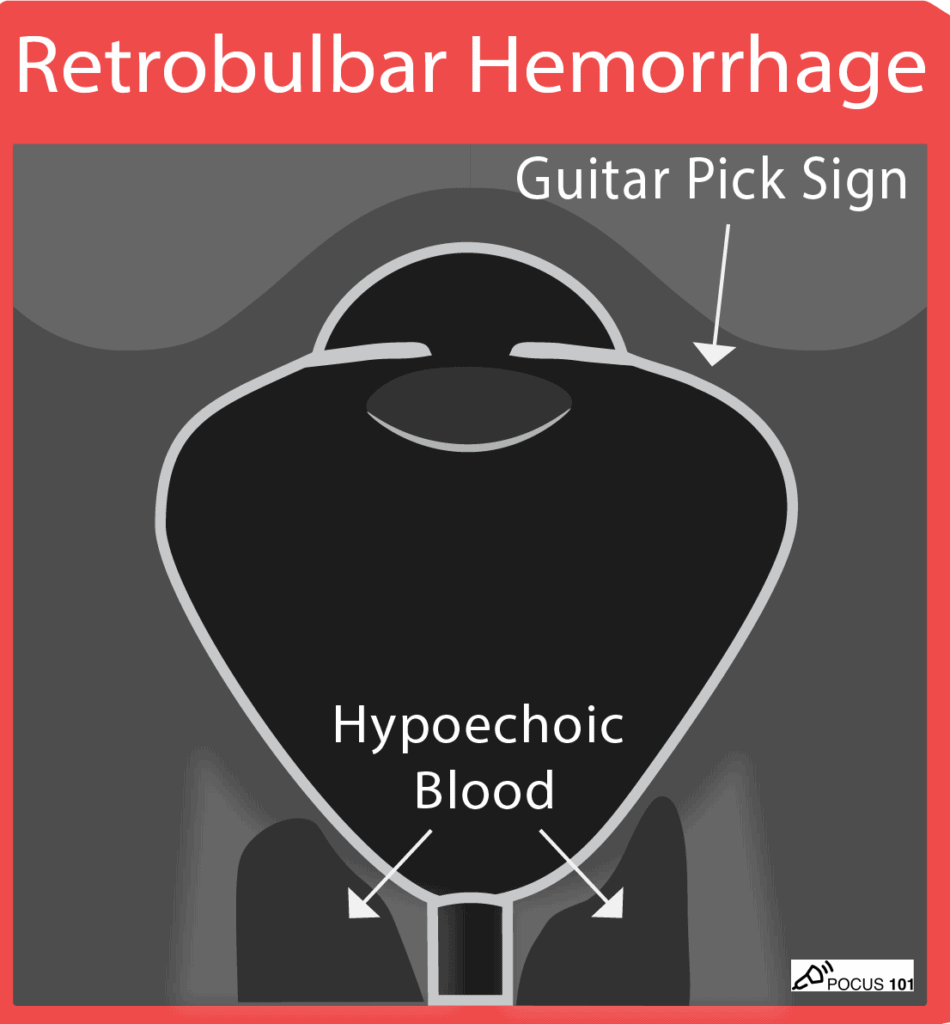 Retrobulbar Hemorrhage
Guitar Pick Sign
Hypoechoic
Blood
POCUS 101